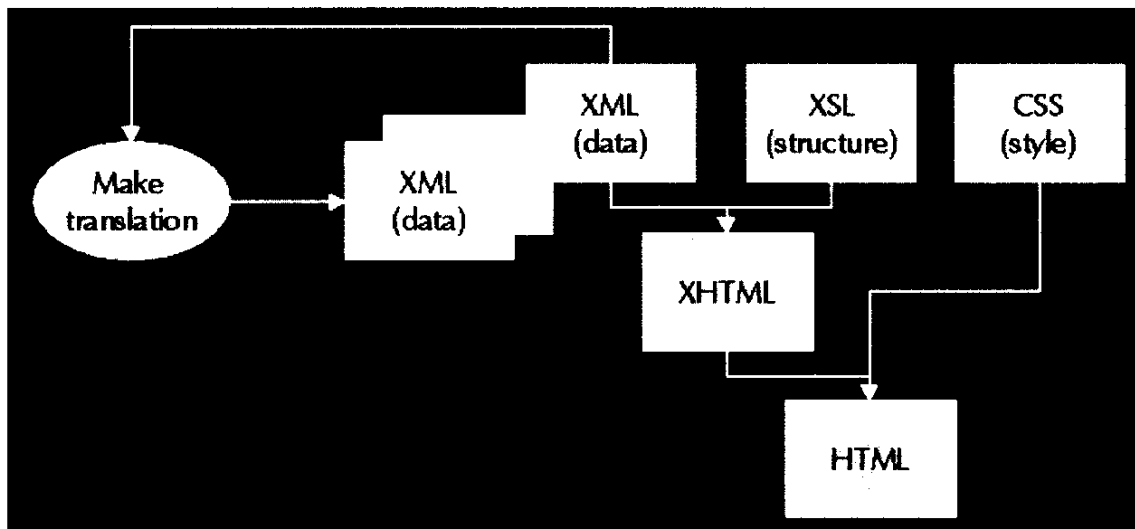 XML
(data)
XSL
(structure)
CSS
(style)
Make
translation
XML
(data)
XHTML
HTML